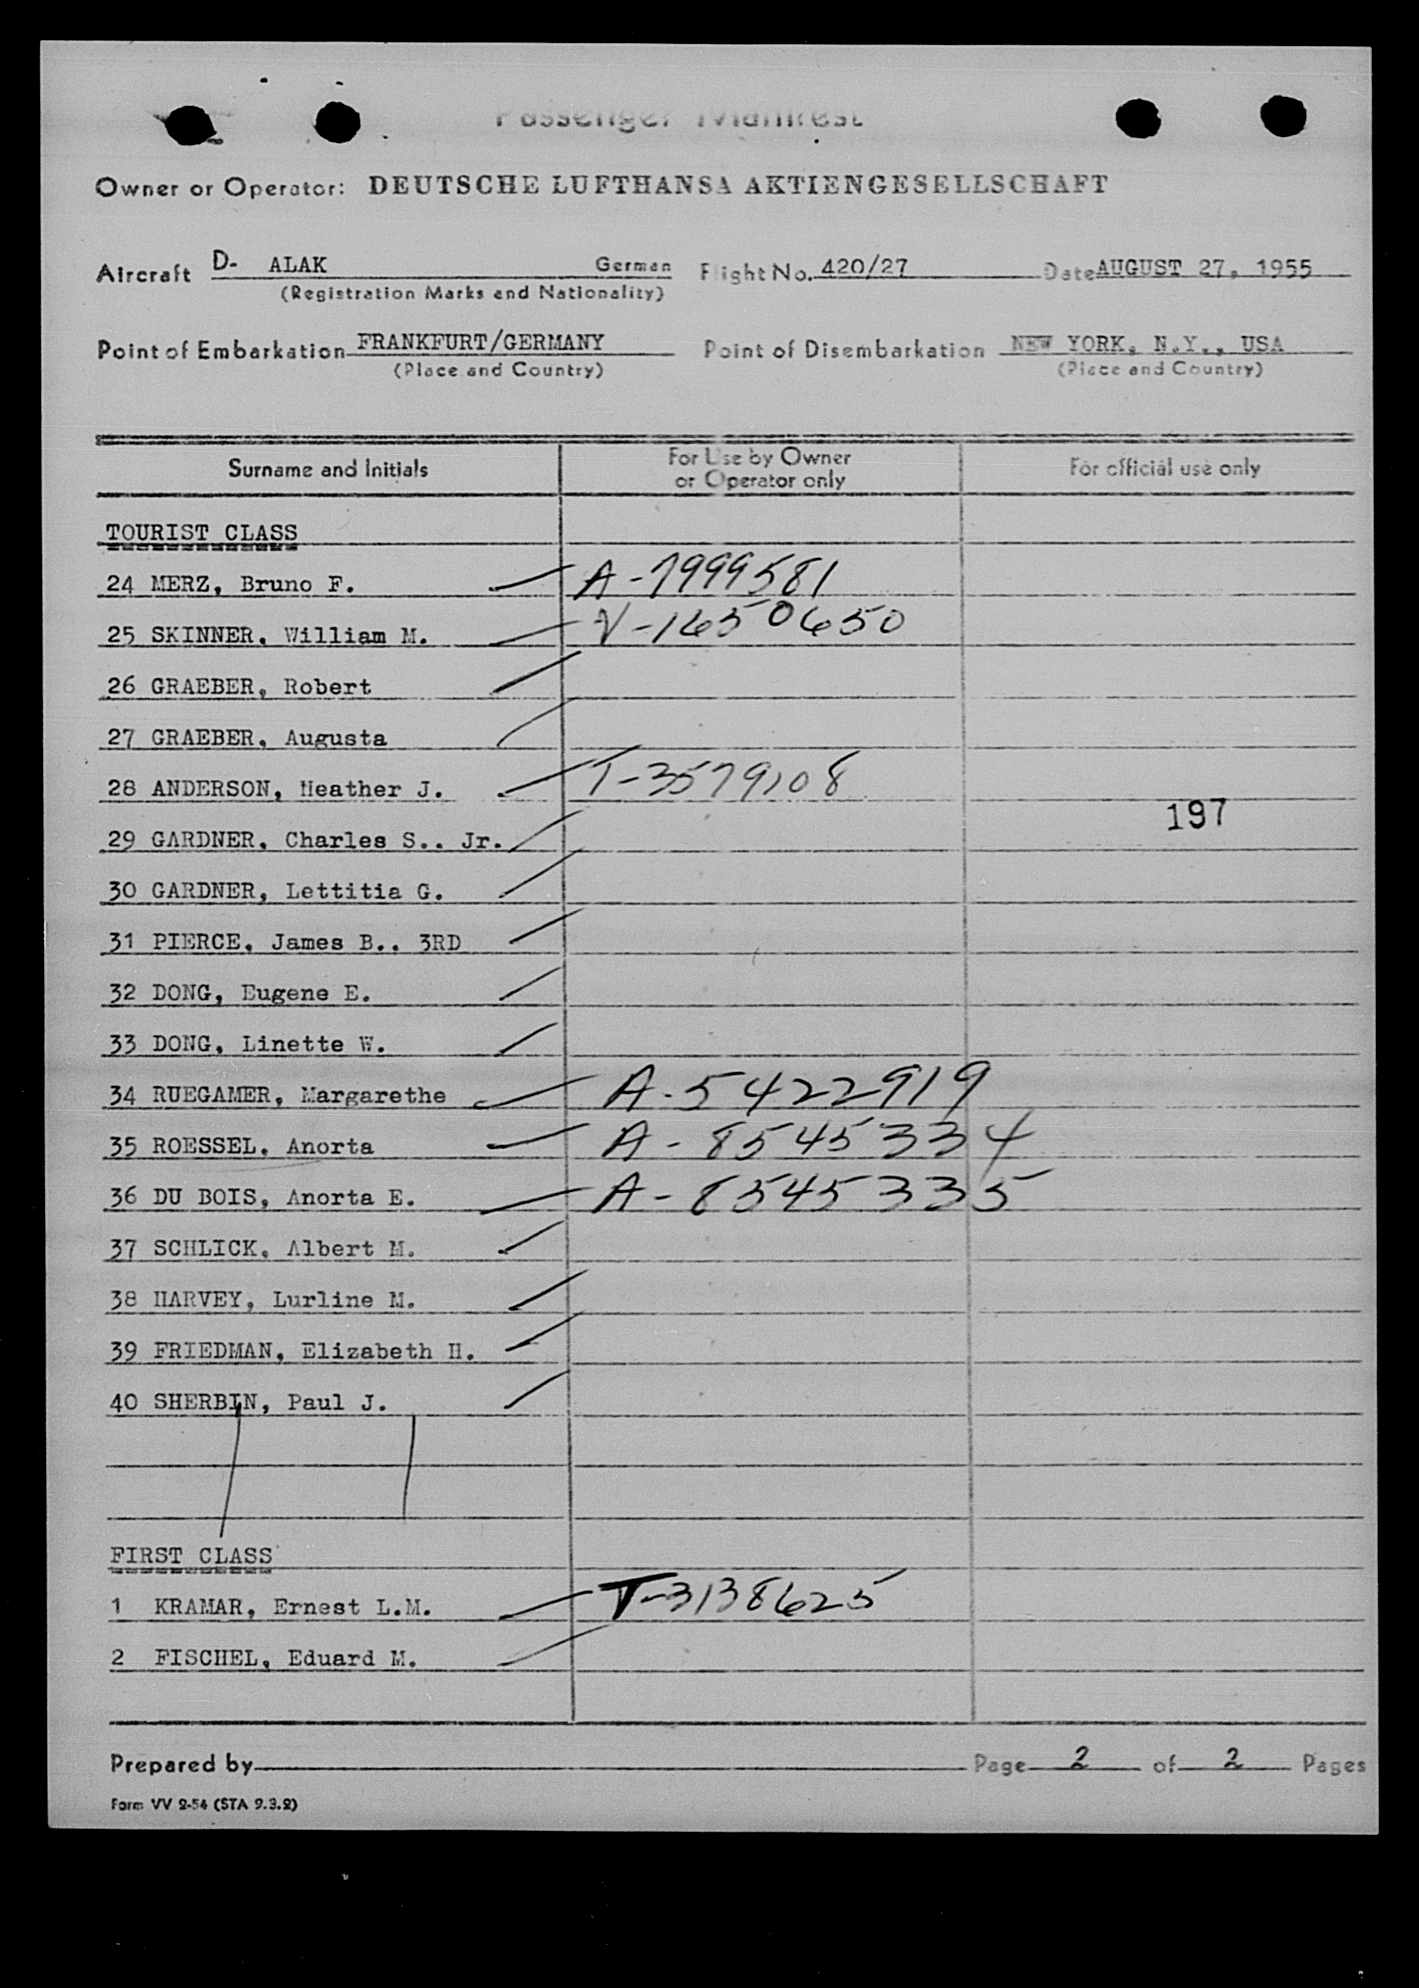 Passenger Manifest
Owner or Operator: DEUTSCHE LUFTHANSA AKTIENGESELLSCHAFT
Aircraft D- ALAK German Flight No. 420/27 Date AUGUST 27, 1955
(Registration Marks and Nationality)
Point of Embarkation FRANKFURT/GERMANY Point of Disembarkation NEW YORK, N.Y., USA
(Place and Country) (Place and Country)
Surname and Initials For Use by Owner or Operator only For official use only
TOURIST CLASS
24 MERZ, Bruno F. A-7999581
25 SKINNER, William M. V-1650650
26 GRAEBER, Robert
27 GRAEBER, Augusta
28 ANDERSON, Heather J. T-3579108
197
29 GARDNER, Charles S., Jr.
30 GARDNER, Lettitia G.
31 PIERCE, James B., 3RD
32 DONG, Eugene E.
33 DONG, Linette W.
34 RUEGAMER, Margarethe A-5422919
35 ROESSEL, Anorta A-8545334
36 DU BOIS, Anorta E. A-8545335
37 SCHLICK, Albert M.
38 HARVEY, Lurline M.
39 FRIEDMAN, Elizabeth H.
40 SHERBIN, Paul J.
FIRST CLASS
1 KRAMAR, Ernest L.M. T-3138625
2 FISCHEL, Eduard M.
Prepared by Page 2 of 2 Pages
Form VV 2-54 (STA 9.3.2)